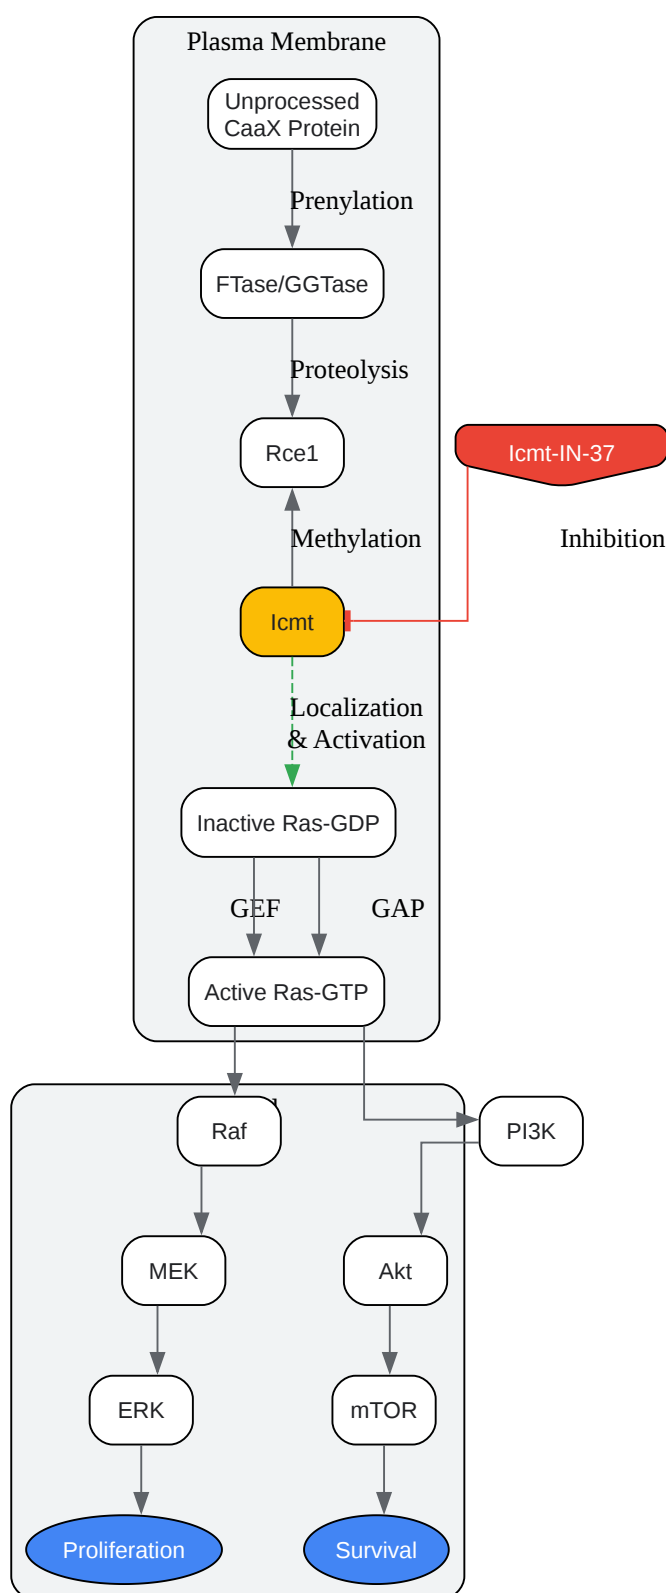 Plasma Membrane
Unprocessed
CaaX Protein
Prenylation
FTase/GGTase
Proteolysis
Rce1
Icmt-IN-37
Methylation
Inhibition
Icmt
Localization
& Activation
Inactive Ras-GDP
GEF
GAP
Active Ras-GTP
Raf
PI3K
MEK
Akt
ERK
mTOR
Proliferation
Survival